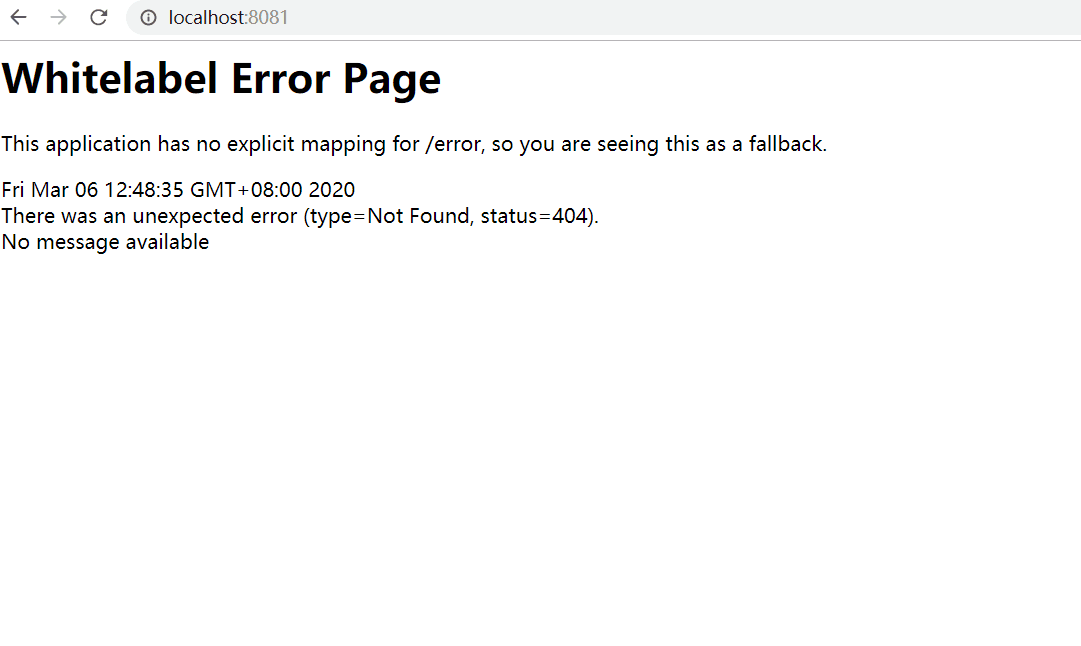 localhost:8081
Whitelabel Error Page
This application has no explicit mapping for /error, so you are seeing this as a fallback.
Fri Mar 06 12:48:35 GMT+08:00 2020
There was an unexpected error (type=Not Found, status=404).
No message available